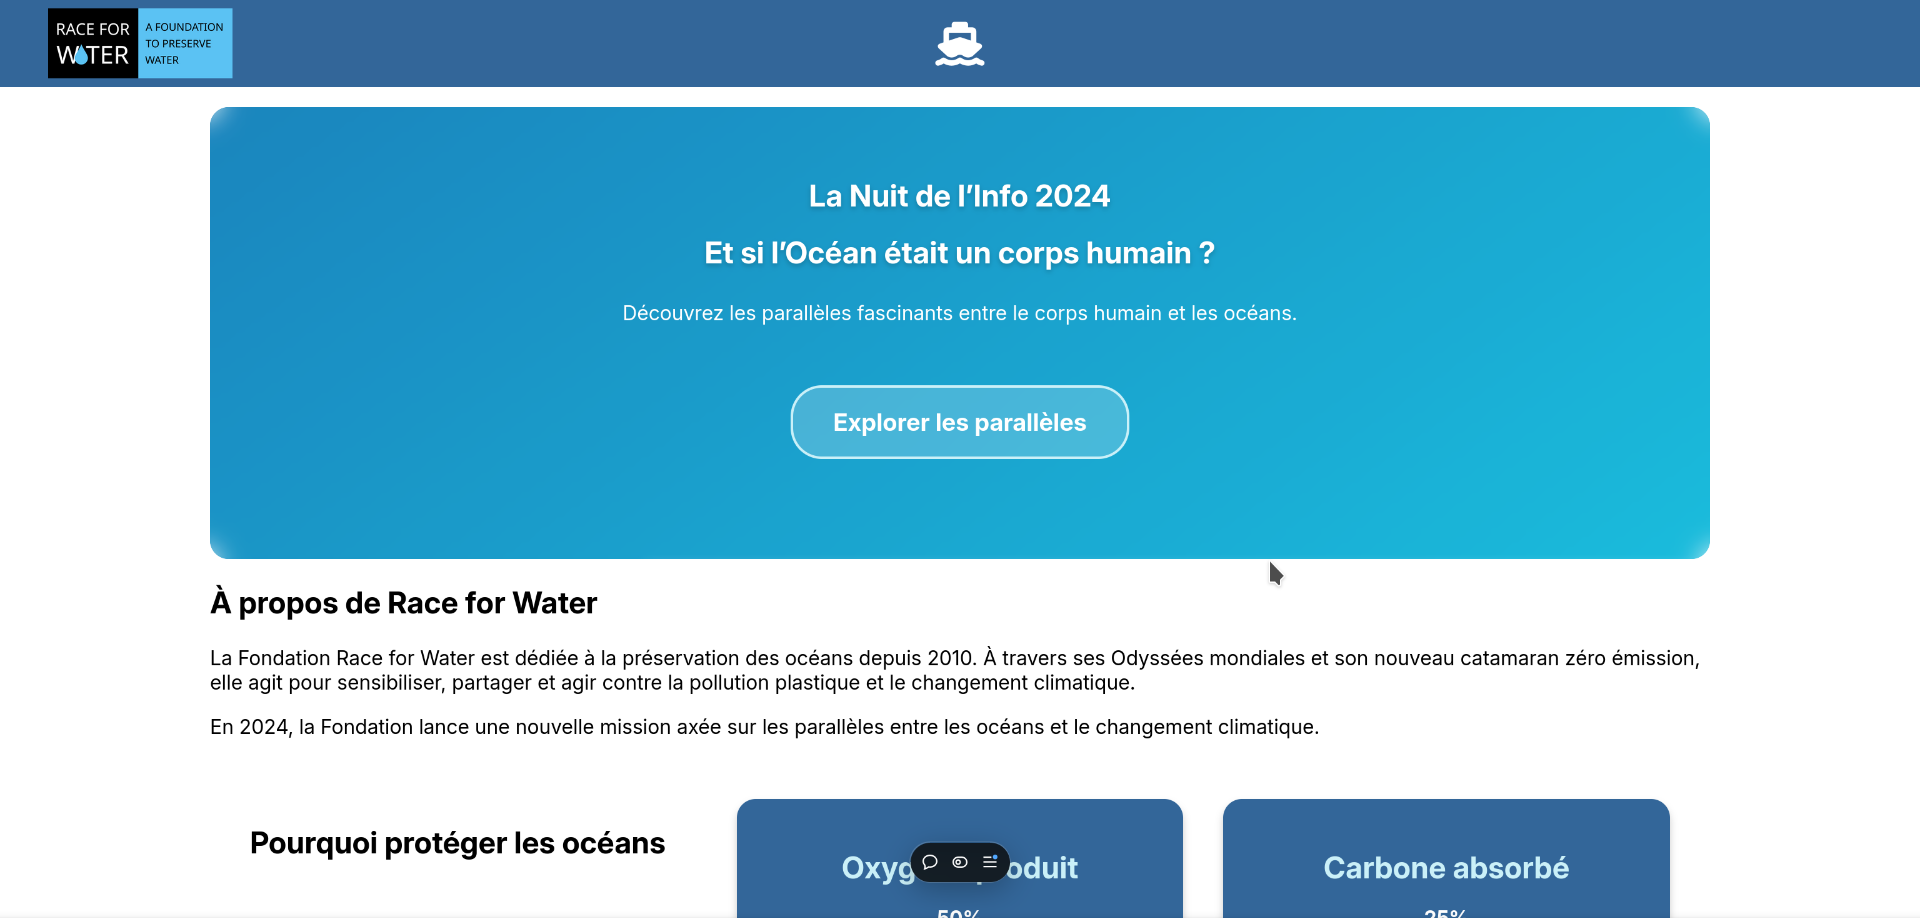 RACE FOR
WATER
A FOUNDATION
TO PRESERVE
WATER
La Nuit de l’Info 2024
Et si l’Océan était un corps humain ?
Découvrez les parallèles fascinants entre le corps humain et les océans.
Explorer les parallèles
À propos de Race for Water
La Fondation Race for Water est dédiée à la préservation des océans depuis 2010. À travers ses Odyssées mondiales et son nouveau catamaran zéro émission,
elle agit pour sensibiliser, partager et agir contre la pollution plastique et le changement climatique.
En 2024, la Fondation lance une nouvelle mission axée sur les parallèles entre les océans et le changement climatique.
Pourquoi protéger les océans
Carbone absorbé
50%
25%